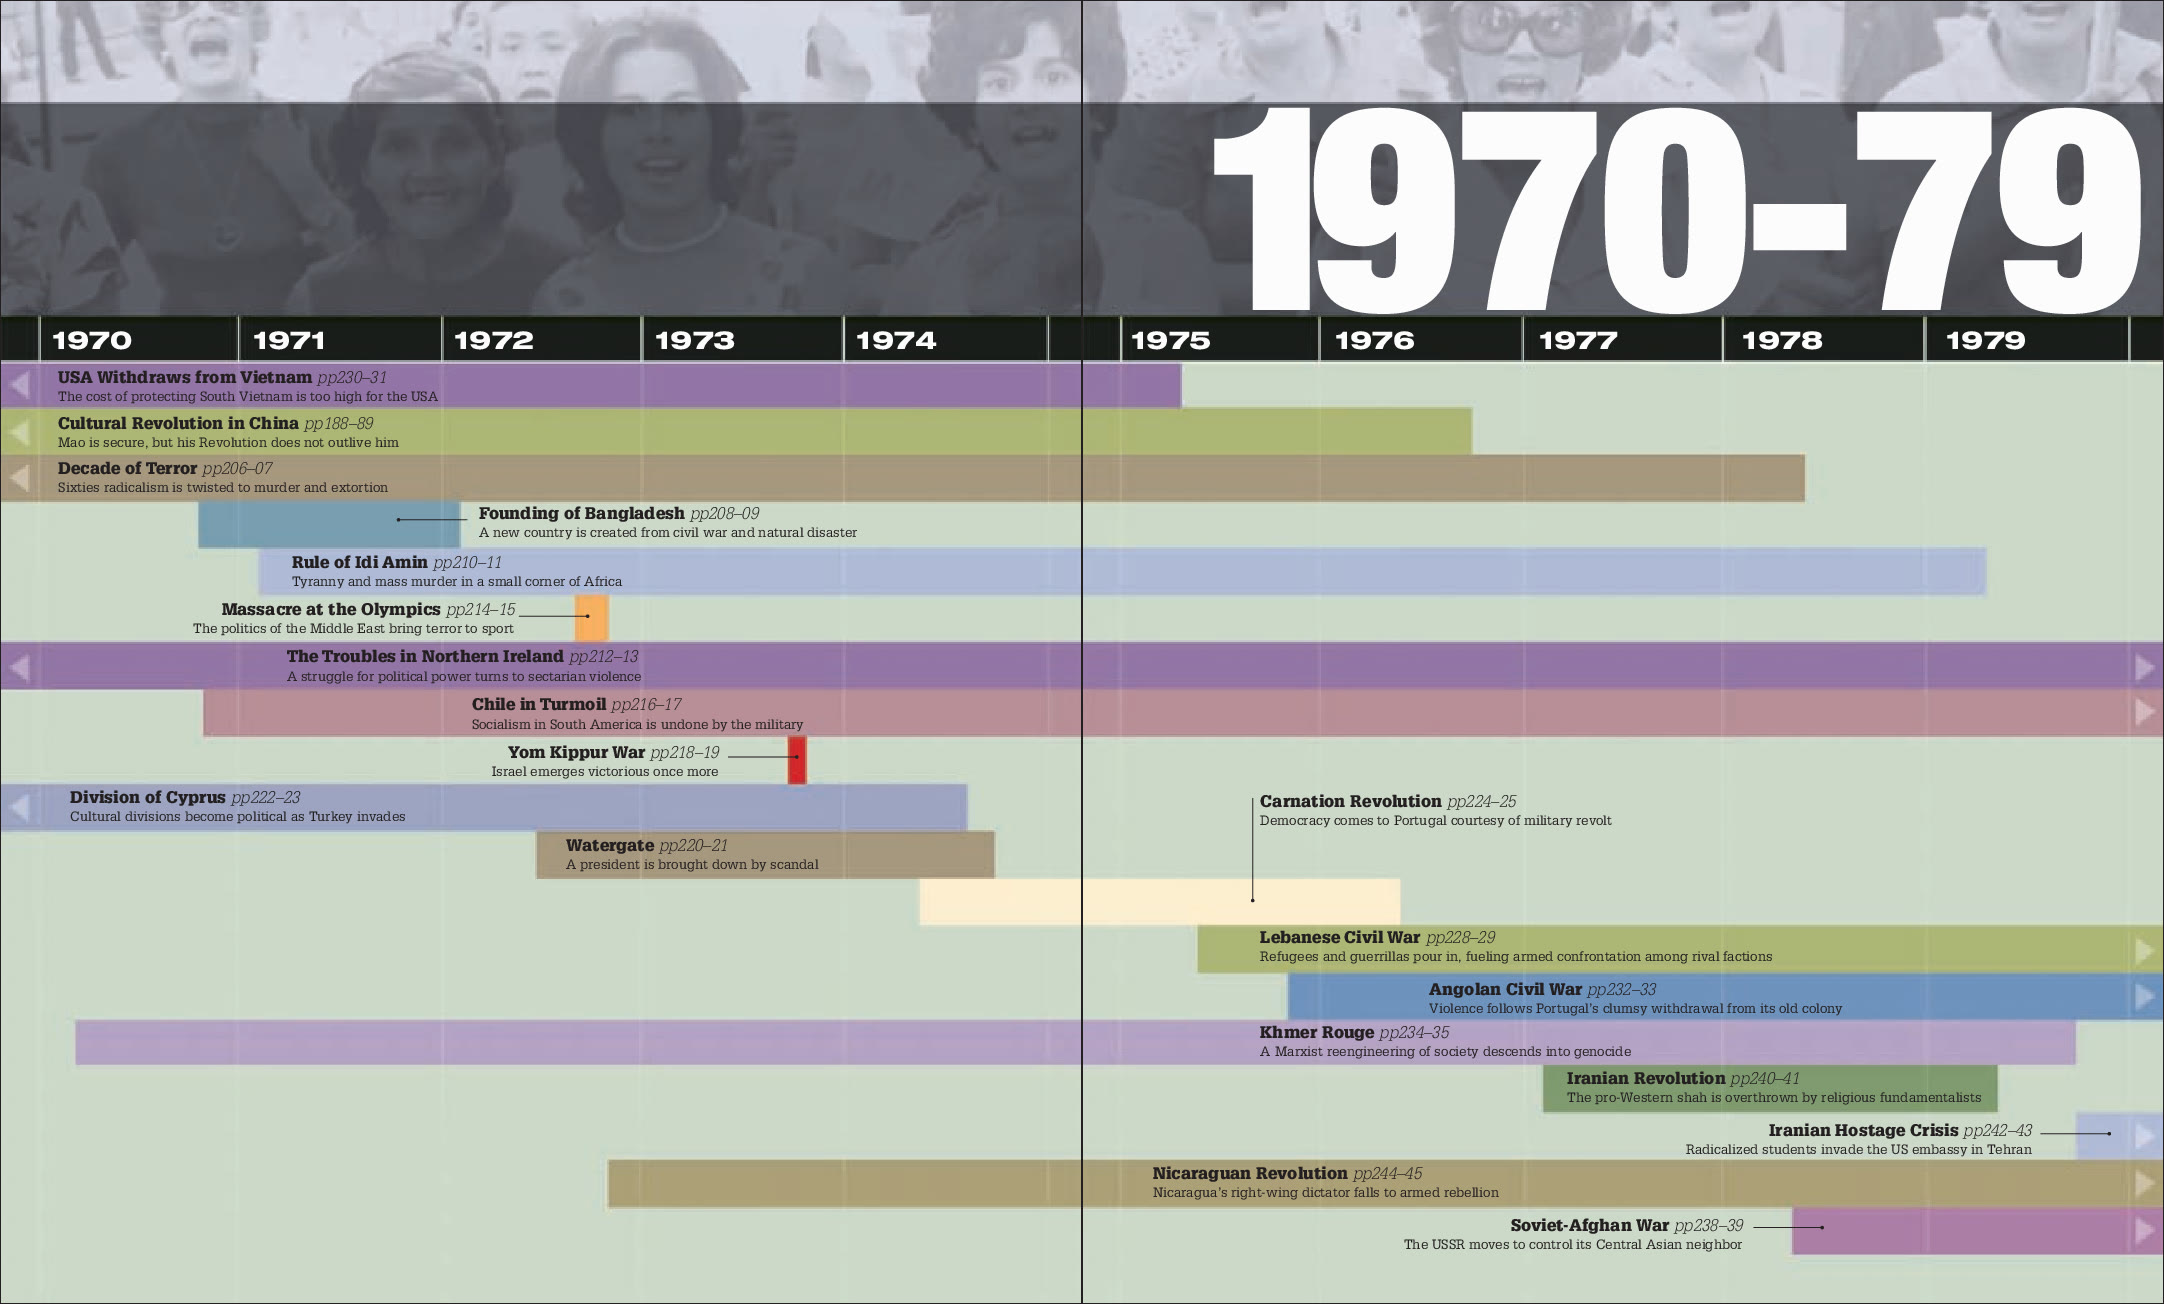 1970–79
1970 1971 1972 1973 1974 1975 1976 1977 1978 1979
USA Withdraws from Vietnam pp230–31
The cost of protecting South Vietnam is too high for the USA
Cultural Revolution in China pp188–89
Mao is secure, but his Revolution does not outlive him
Decade of Terror pp206–07
Sixties radicalism is twisted to murder and extortion
Founding of Bangladesh pp208–09
A new country is created from civil war and natural disaster
Rule of Idi Amin pp210–11
Tyranny and mass murder in a small corner of Africa
Massacre at the Olympics pp214–15
The politics of the Middle East bring terror to sport
The Troubles in Northern Ireland pp212–13
A struggle for political power turns to sectarian violence
Chile in Turmoil pp216–17
Socialism in South America is undone by the military
Yom Kippur War pp218–19
Israel emerges victorious once more
Division of Cyprus pp222–23
Cultural divisions become political as Turkey invades
Carnation Revolution pp224–25
Democracy comes to Portugal courtesy of military revolt
Watergate pp220–21
A president is brought down by scandal
Lebanese Civil War pp228–29
Refugees and guerrillas pour in, fueling armed confrontation among rival factions
Angolan Civil War pp232–33
Violence follows Portugal's clumsy withdrawal from its old colony
Khmer Rouge pp234–35
A Marxist reengineering of society descends into genocide
Iranian Revolution pp240–41
The pro-Western shah is overthrown by religious fundamentalists
Iranian Hostage Crisis pp242–43
Radicalized students invade the US embassy in Tehran
Nicaraguan Revolution pp244–45
Nicaragua's right-wing dictator falls to armed rebellion
Soviet-Afghan War pp238–39
The USSR moves to control its Central Asian neighbor